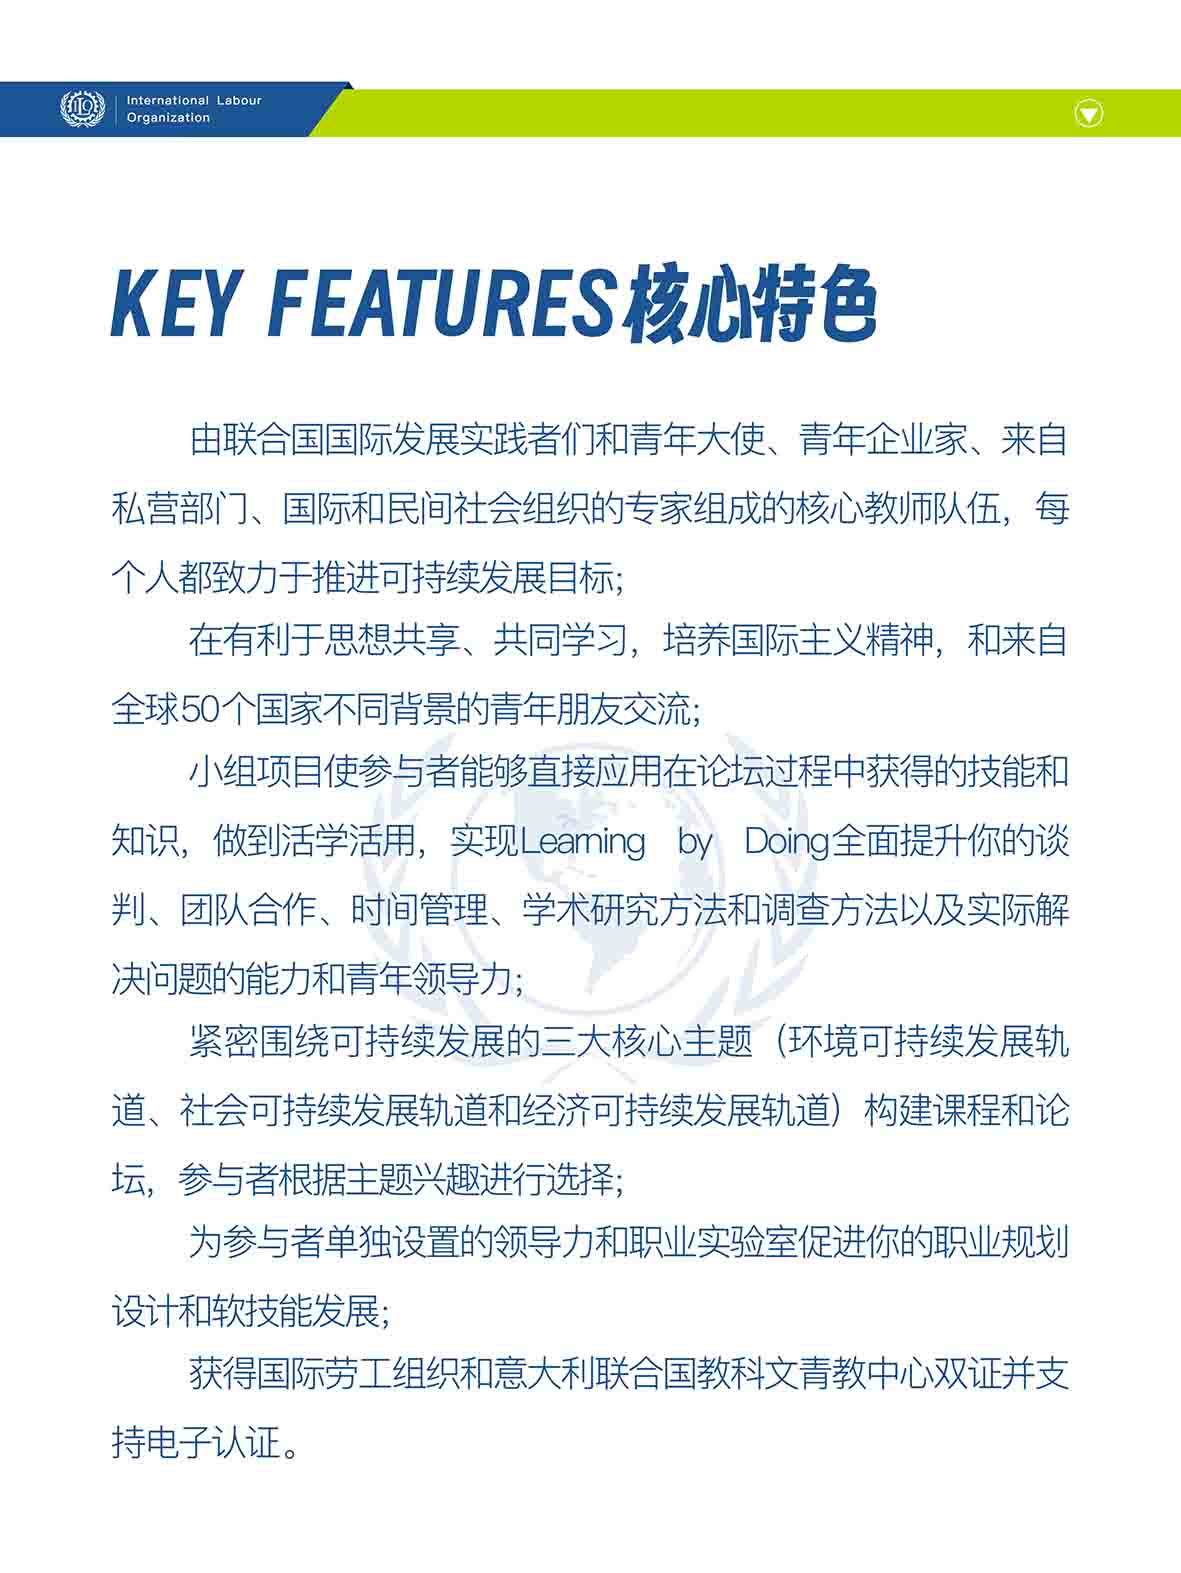 International Labour
Organization
KEY FEATURES核心特色
由联合国国际发展实践者们和青年大使、青年企业家、来自
私营部门、国际和民间社会组织的专家组成的核心教师队伍，每
个人都致力于推进可持续发展目标；
在有利于思想共享、共同学习，培养国际主义精神，和来自
全球50个国家不同背景的青年朋友交流；
小组项目使参与者能够直接应用在论坛过程中获得的技能和
知识，做到活学活用，实现Learning by Doing全面提升你的谈
判、团队合作、时间管理、学术研究方法和调查方法以及实际解
决问题的能力和青年领导力；
紧密围绕可持续发展的三大核心主题（环境可持续发展轨
道、社会可持续发展轨道和经济可持续发展轨道）构建课程和论
坛，参与者根据主题兴趣进行选择；
为参与者单独设置的领导力和职业实验室促进你的职业规划
设计和软技能发展；
获得国际劳工组织和意大利联合国教科文青教中心双证并支
持电子认证。